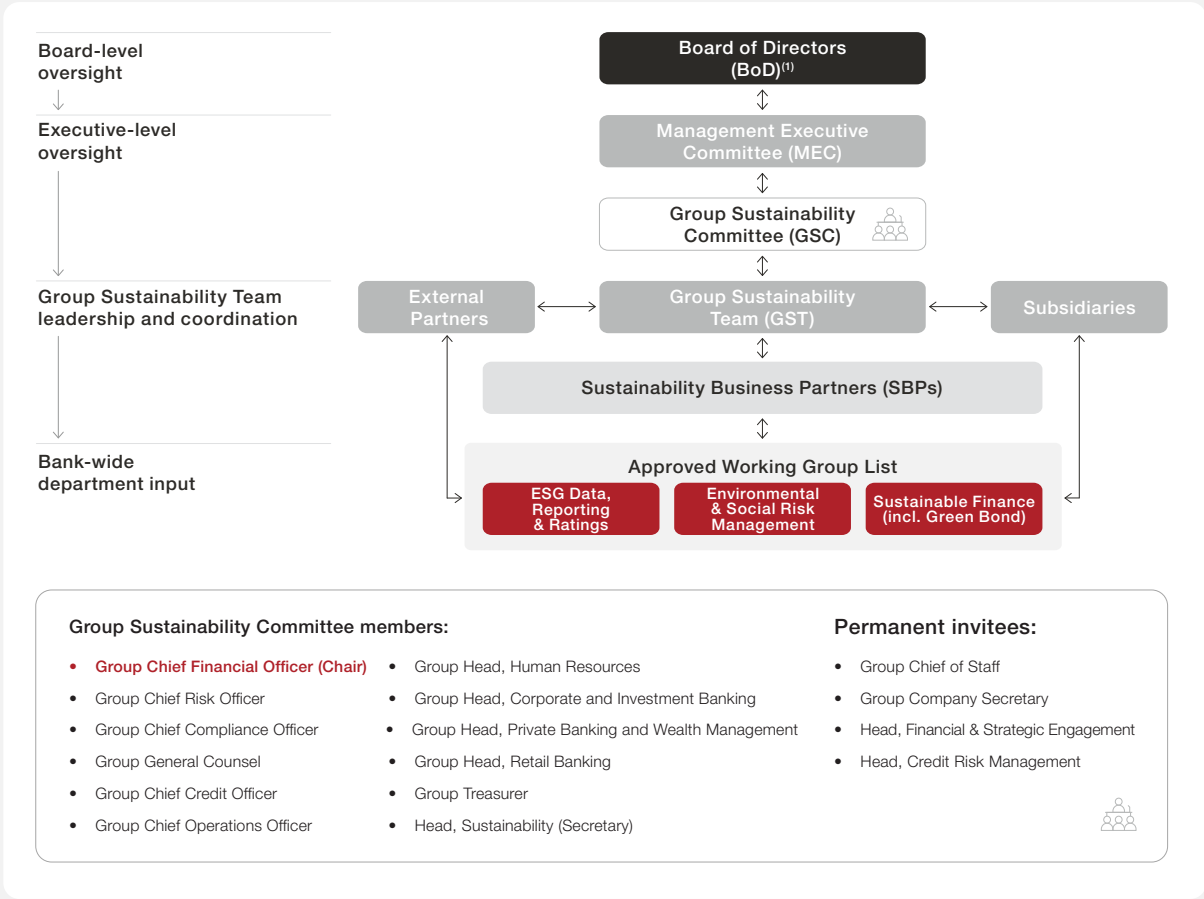 Board-level
oversight
Board of Directors
(BoD)(1)
Executive-level
oversight
Management Executive
Committee (MEC)
Group Sustainability
Committee (GSC)
Group Sustainability Team
leadership and coordination
External
Partners
Group Sustainability
Team (GST)
Subsidiaries
Sustainability Business Partners (SBPs)
Bank-wide
department input
Approved Working Group List
ESG Data,
Reporting
& Ratings
Environmental
& Social Risk
Management
Sustainable Finance
(incl. Green Bond)
Group Sustainability Committee members:
• Group Chief Financial Officer (Chair)
• Group Chief Risk Officer
• Group Chief Compliance Officer
• Group General Counsel
• Group Chief Credit Officer
• Group Chief Operations Officer
• Group Head, Human Resources
• Group Head, Corporate and Investment Banking
• Group Head, Private Banking and Wealth Management
• Group Head, Retail Banking
• Group Treasurer
• Head, Sustainability (Secretary)
Permanent invitees:
• Group Chief of Staff
• Group Company Secretary
• Head, Financial & Strategic Engagement
• Head, Credit Risk Management